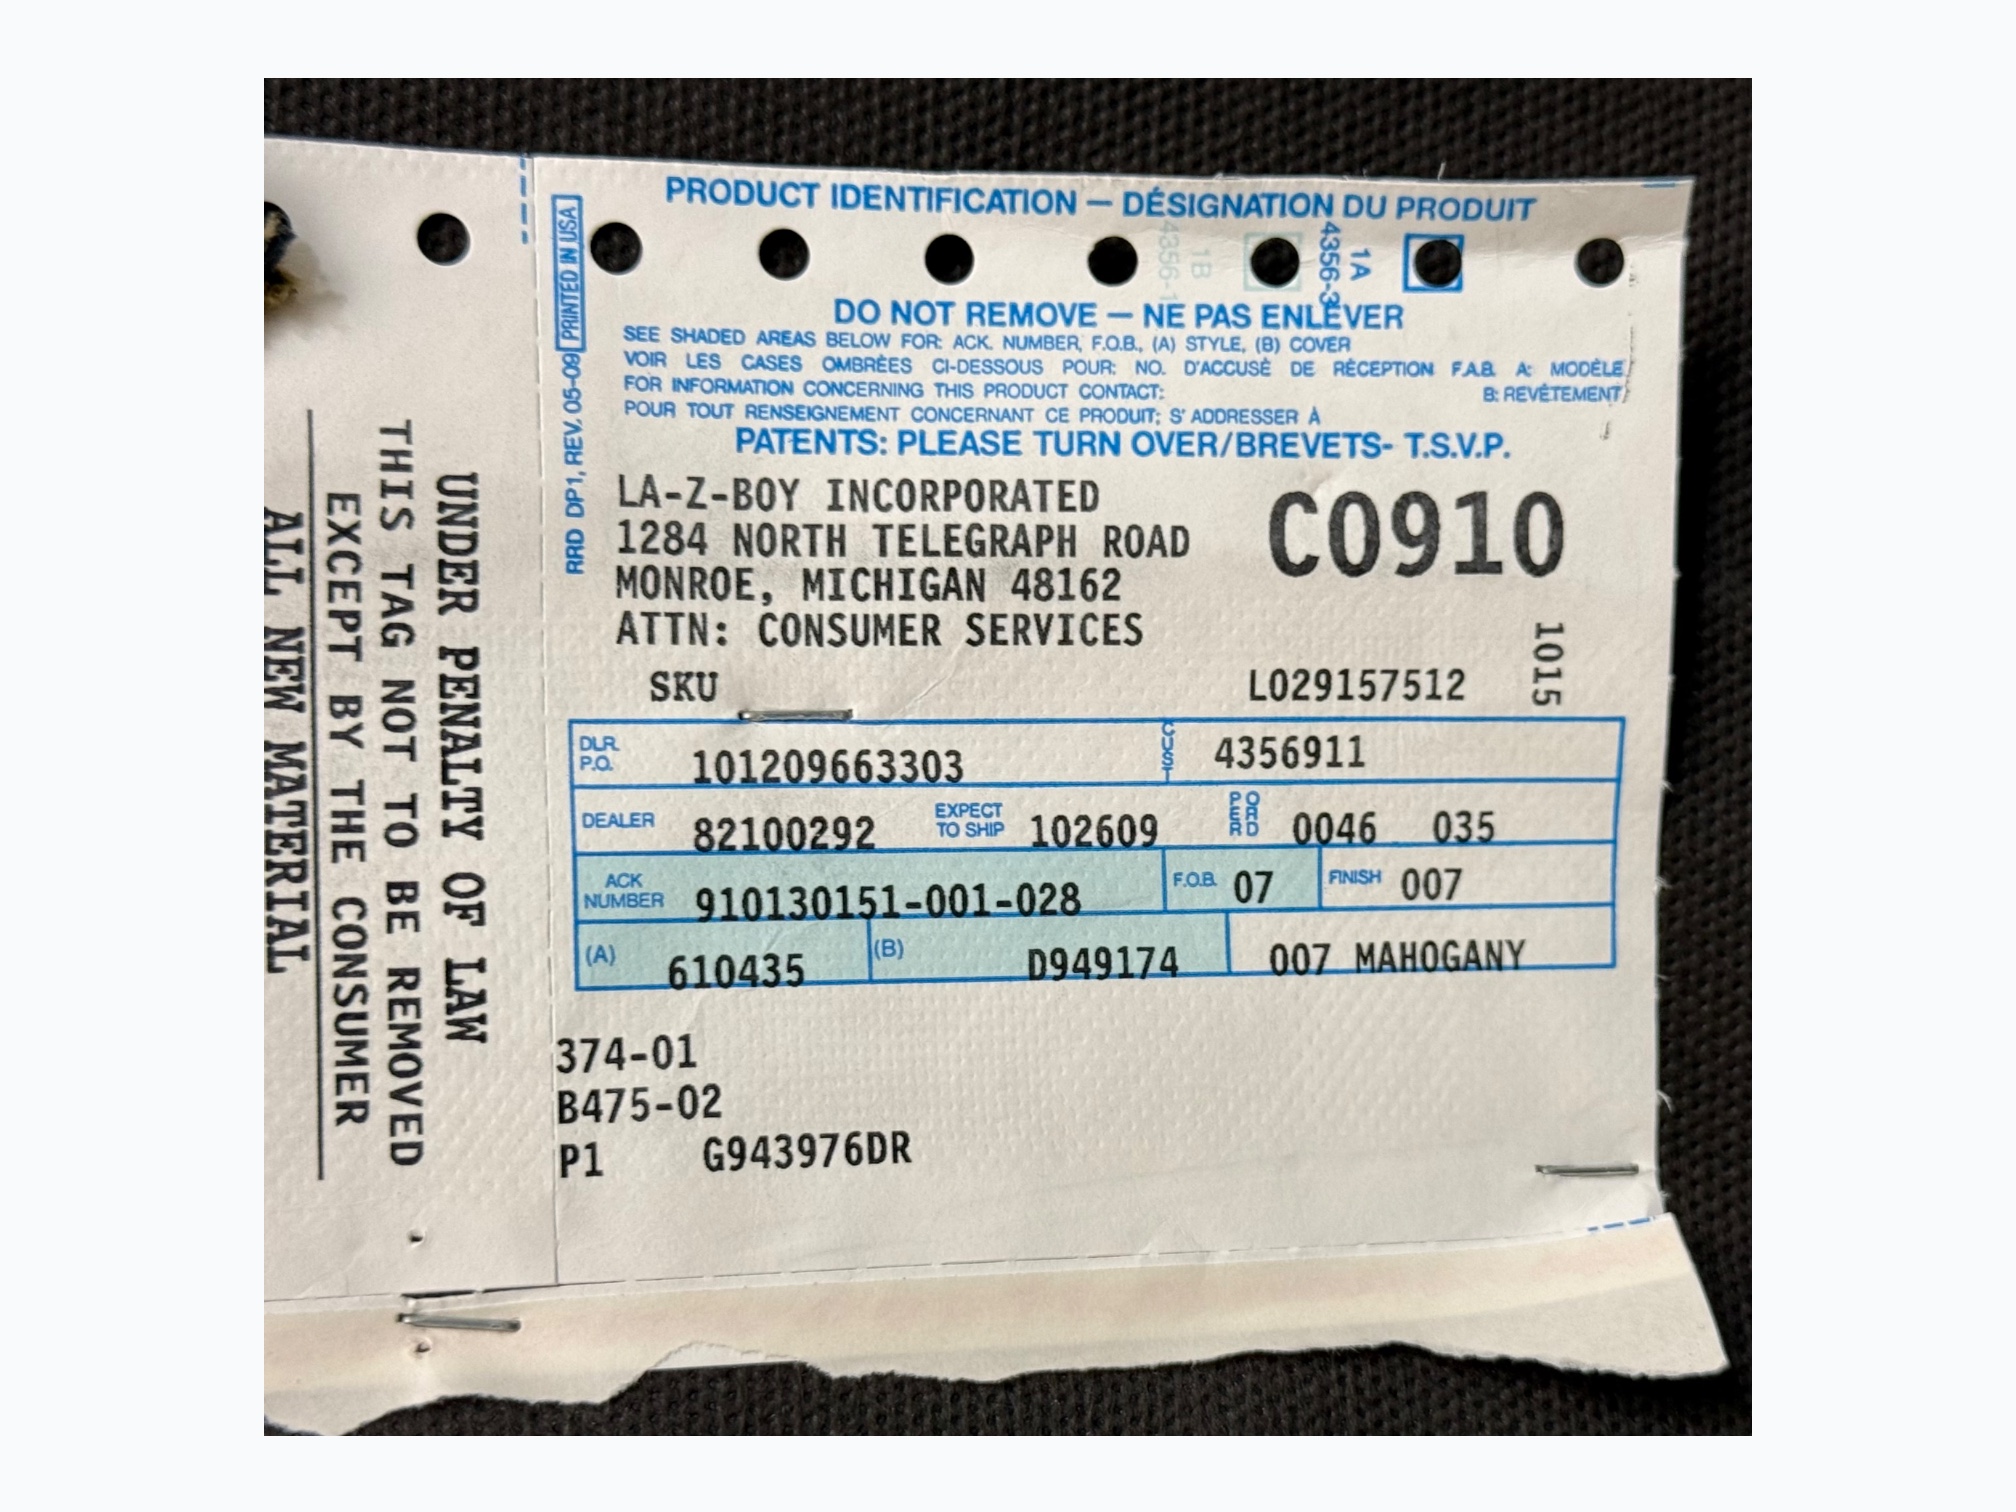 PRODUCT IDENTIFICATION — DÉSIGNATION DU PRODUIT
PRINTED IN USA
RRD DP1, REV. 05-09
4356-1
1B
4356-3
1A
DO NOT REMOVE — NE PAS ENLEVER
SEE SHADED AREAS BELOW FOR: ACK. NUMBER, F.O.B., (A) STYLE, (B) COVER
VOIR LES CASES OMBRÉES CI-DESSOUS POUR: NO. D'ACCUSÉ DE RÉCEPTION F.A.B. A: MODÈLE
FOR INFORMATION CONCERNING THIS PRODUCT CONTACT: B: REVÊTEMENT
POUR TOUT RENSEIGNEMENT CONCERNANT CE PRODUIT; S' ADDRESSER À
PATENTS: PLEASE TURN OVER/BREVETS- T.S.V.P.
LA-Z-BOY INCORPORATED
1284 NORTH TELEGRAPH ROAD
MONROE, MICHIGAN 48162
ATTN: CONSUMER SERVICES
C0910
1015
SKU L029157512
DLR. P.O. 101209663303 CUST 4356911
DEALER 82100292 EXPECT TO SHIP 102609 PER ORD 0046 035
ACK NUMBER 910130151-001-028 F.O.B. 07 FINISH 007
(A) 610435 (B) D949174 007 MAHOGANY
374-01
B475-02
P1 G943976DR
UNDER PENALTY OF LAW
THIS TAG NOT TO BE REMOVED
EXCEPT BY THE CONSUMER
ALL NEW MATERIAL